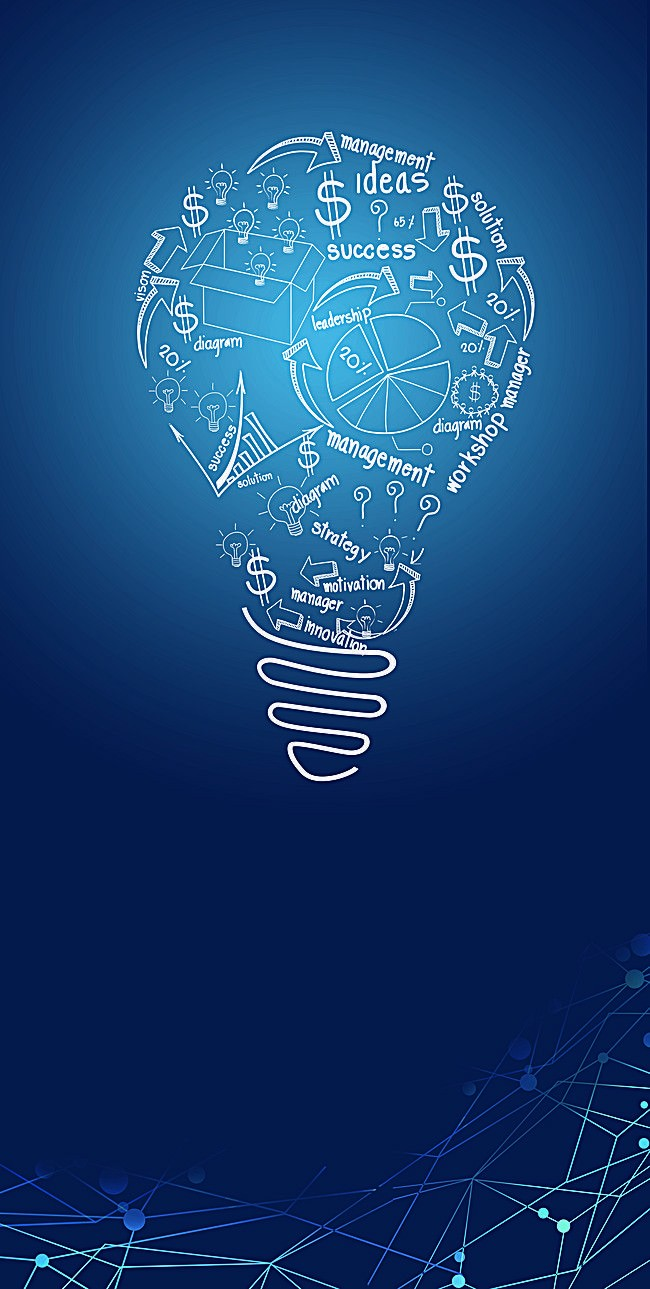 management
ideas
$
$
$
solution
65%
$
success
vison
$
20%
leadership
diagram
20%
20%
20%
$
manager
success
diagram
workshop
management
solution
$
diagram
strategy
$
motivation
manager
innovation